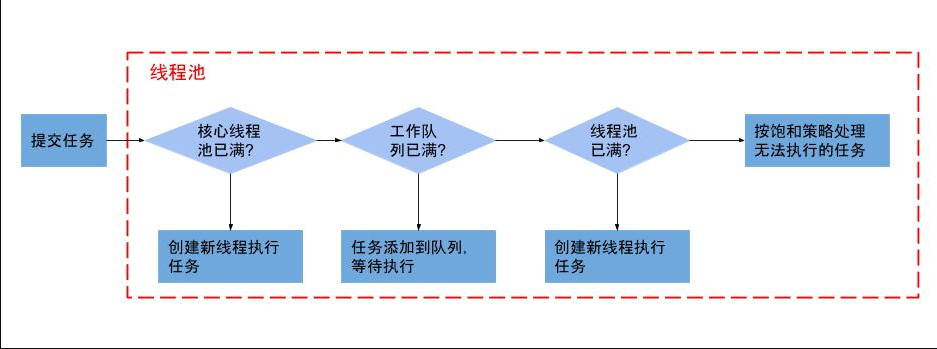 线程池
提交任务
核心线程
池已满?
工作队
列已满?
线程池
已满?
按饱和策略处理
无法执行的任务
创建新线程执行
任务
任务添加到队列,
等待执行
创建新线程执行
任务